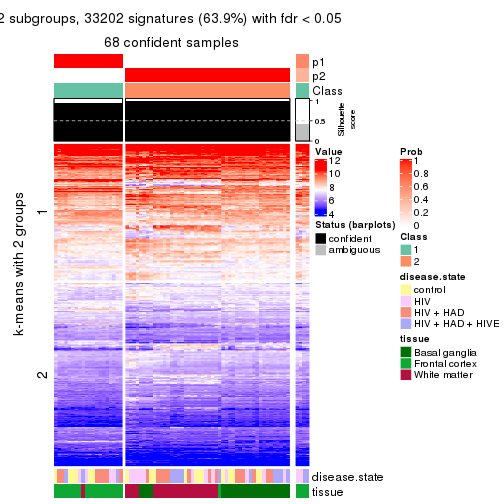 2 subgroups, 33202 signatures (63.9%) with fdr < 0.05
68 confident samples
p1
p2
Class
1
0.5
0
Silhouette
score
k-means with 2 groups
1
2
disease.state
tissue
Value
12
10
8
6
4
Status (barplots)
confident
ambiguous
Prob
1
0.8
0.6
0.4
0.2
0
Class
1
2
disease.state
control
HIV
HIV + HAD
HIV + HAD + HIVE
tissue
Basal ganglia
Frontal cortex
White matter